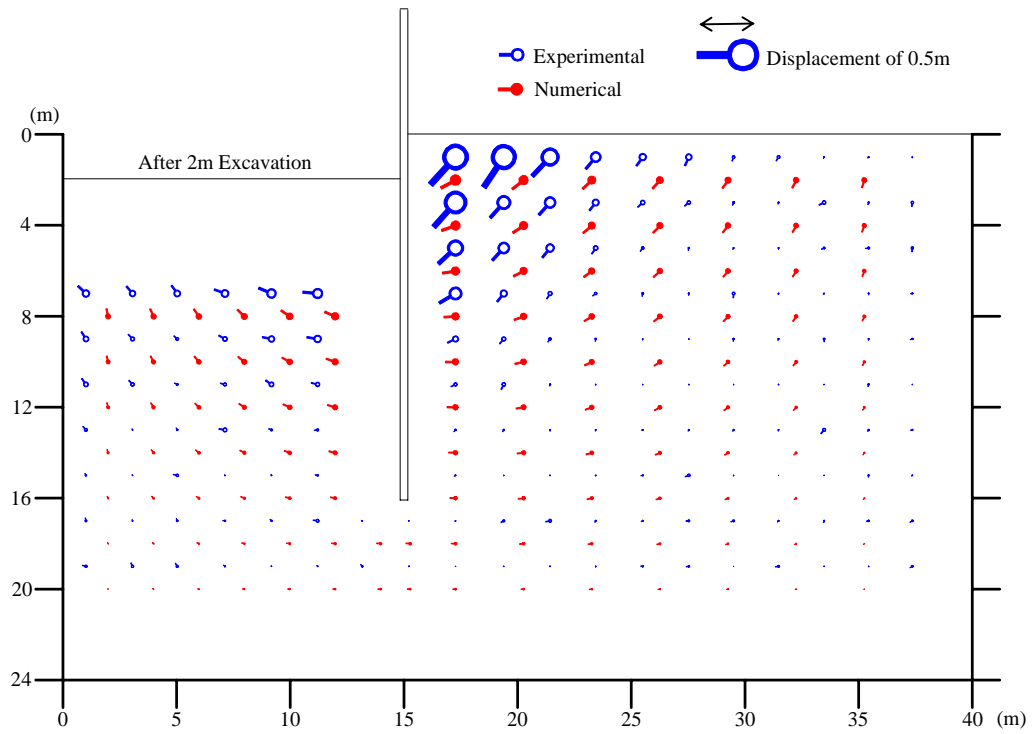 Experimental
Displacement of 0.5m
Numerical
(m)
0
After 2m Excavation
4
8
12
16
20
24
0 5 10 15 20 25 30 35 40 (m)